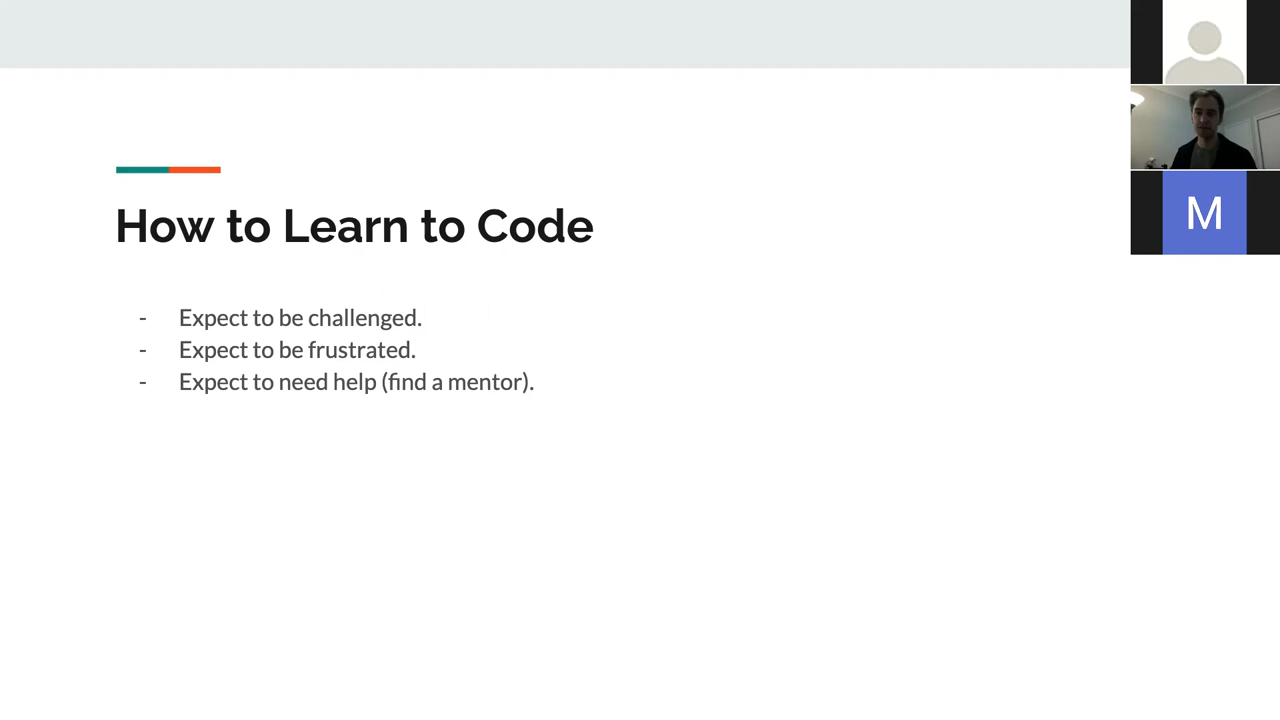 How to Learn to Code
- Expect to be challenged.
- Expect to be frustrated.
- Expect to need help (find a mentor).
M